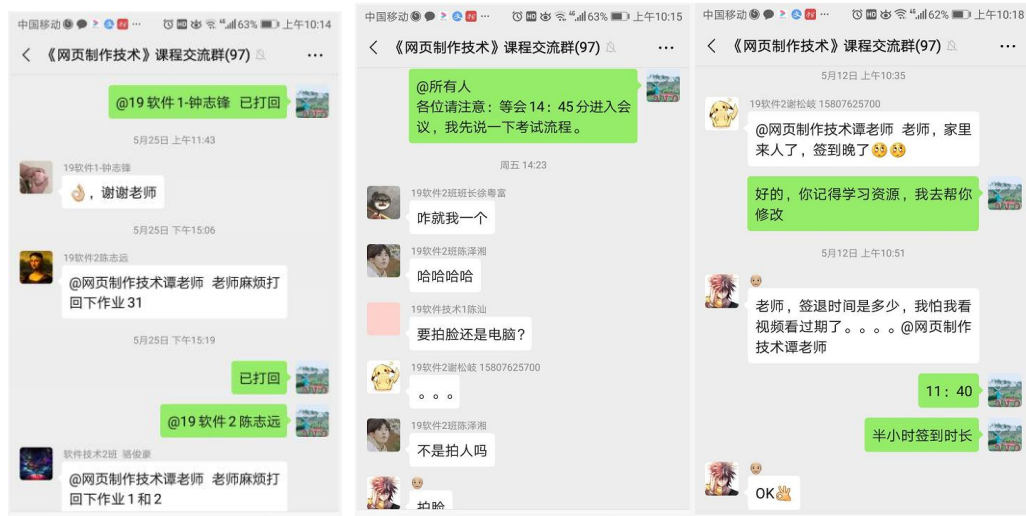 中国移动 HD 63% 上午10:14
《网页制作技术》课程交流群(97)
@19 软件 1-钟志锋 已打回
5月25日 上午11:43
19软件1-钟志锋
，谢谢老师
5月25日 下午15:06
19软件2陈志远
@网页制作技术谭老师 老师麻烦打
回下作业 31
5月25日 下午15:19
已打回
@19 软件 2 陈志远
软件技术2班 骆俊豪
@网页制作技术谭老师 老师麻烦打
回下作业 1 和 2
中国移动 HD 63% 上午10:15
《网页制作技术》课程交流群(97)
@所有人
各位请注意：等会14：45分进入会
议，我先说一下考试流程。
周五 14:23
19软件2班班长徐粤富
咋就我一个
19软件2班陈泽湘
哈哈哈哈
19软件技术1陈汕
要拍脸还是电脑？
19软件2谢松岐 15807625700
。。。
19软件2班陈泽湘
不是拍人吗
拍脸
中国移动 HD 62% 上午10:18
《网页制作技术》课程交流群(97)
5月12日 上午10:35
19软件2谢松岐 15807625700
@网页制作技术谭老师 老师，家里
来人了，签到晚了
好的，你记得学习资源，我去帮你
修改
5月12日 上午10:51
老师，签退时间是多少，我怕我看
视频看过期了。。。。@网页制作
技术谭老师
11：40
半小时签到时长
OK